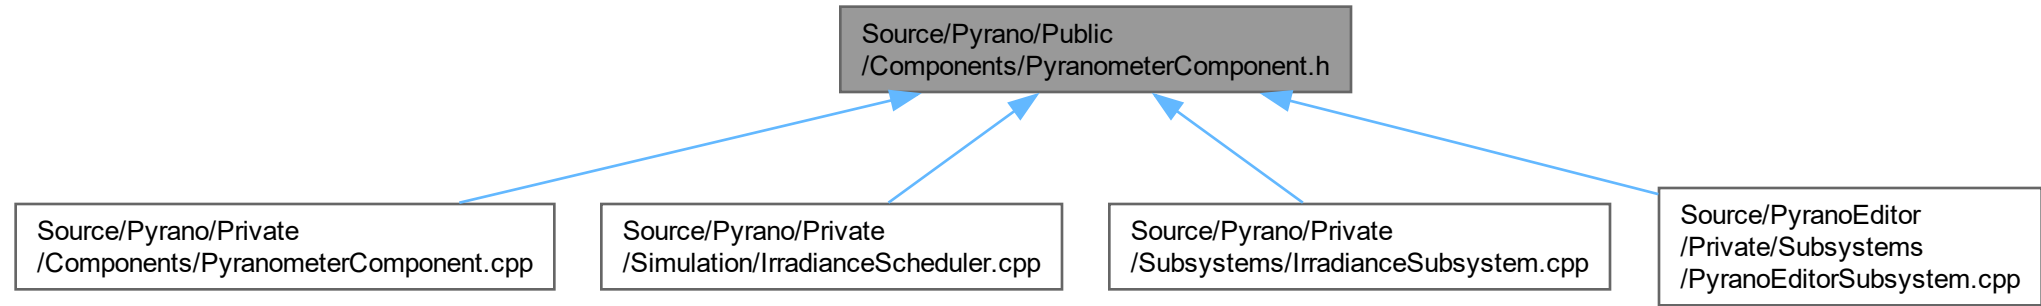 Source/Pyrano/Public
/Components/PyranometerComponent.h
Source/Pyrano/Private
/Components/PyranometerComponent.cpp
Source/Pyrano/Private
/Simulation/IrradianceScheduler.cpp
Source/Pyrano/Private
/Subsystems/IrradianceSubsystem.cpp
Source/PyranoEditor
/Private/Subsystems
/PyranoEditorSubsystem.cpp